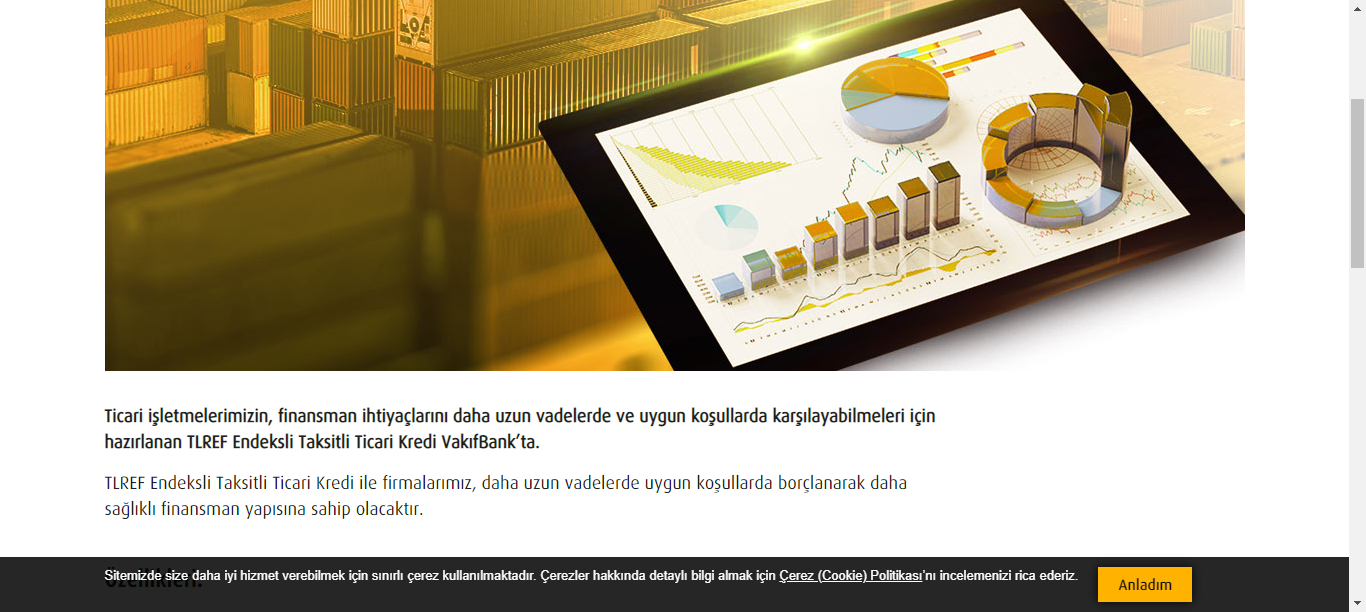 Ticari işletmelerimizin, finansman ihtiyaçlarını daha uzun vadelerde ve uygun koşullarda karşılayabilmeleri için
hazırlanan TLREF Endeksli Taksitli Ticari Kredi VakıfBank’ta.
TLREF Endeksli Taksitli Ticari Kredi ile firmalarımız, daha uzun vadelerde uygun koşullarda borçlanarak daha
sağlıklı finansman yapısına sahip olacaktır.
Özellikleri:
Sitemizde size daha iyi hizmet verebilmek için sınırlı çerez kullanılmaktadır. Çerezler hakkında detaylı bilgi almak için Çerez (Cookie) Politikası'nı incelemenizi rica ederiz.
Anladım